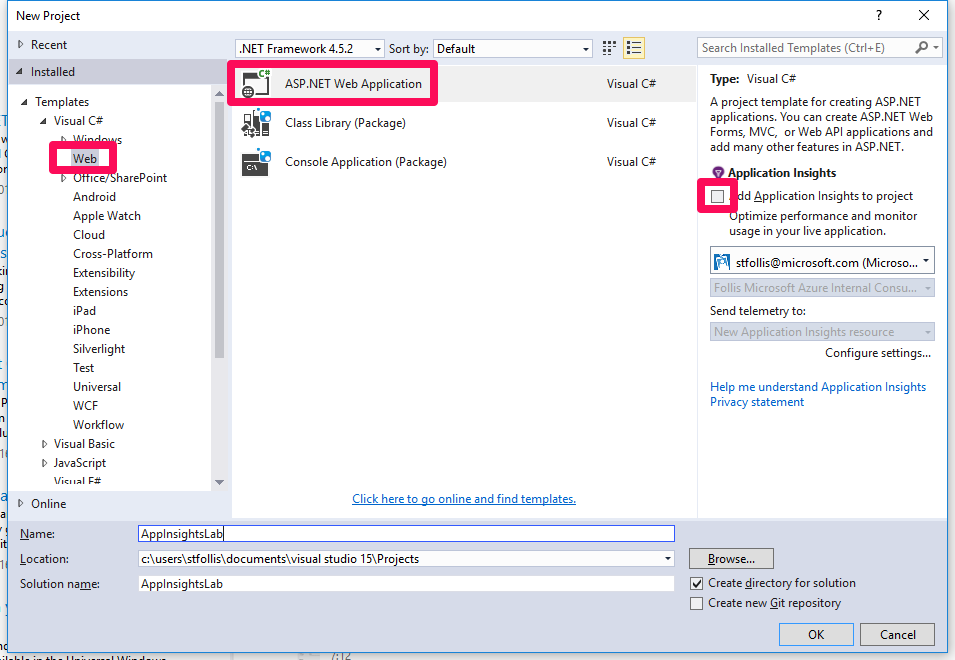 New Project
?
Recent
Installed
.NET Framework 4.5.2
Sort by:
Default
Search Installed Templates (Ctrl+E)
Templates
Visual C#
Windows
Web
Office/SharePoint
Android
Apple Watch
Cloud
Cross-Platform
Extensibility
Extensions
iPad
iPhone
Silverlight
Test
Universal
WCF
Workflow
Visual Basic
JavaScript
Visual F#
Online
ASP.NET Web Application
Visual C#
Class Library (Package)
Visual C#
Console Application (Package)
Visual C#
Click here to go online and find templates.
Type: Visual C#
A project template for creating ASP.NET
applications. You can create ASP.NET Web
Forms, MVC, or Web API applications and
add many other features in ASP.NET.
Application Insights
Application Insights to project
Optimize performance and monitor
usage in your live application.
stfollis@microsoft.com (Microso...
Follis Microsoft Azure Internal Consu...
Send telemetry to:
New Application Insights resource
Configure settings...
Help me understand Application Insights
Privacy statement
Name:
AppInsightsLab
Location:
c:\users\stfollis\documents\visual studio 15\Projects
Browse...
Solution name:
AppInsightsLab
Create directory for solution
Create new Git repository
OK
Cancel